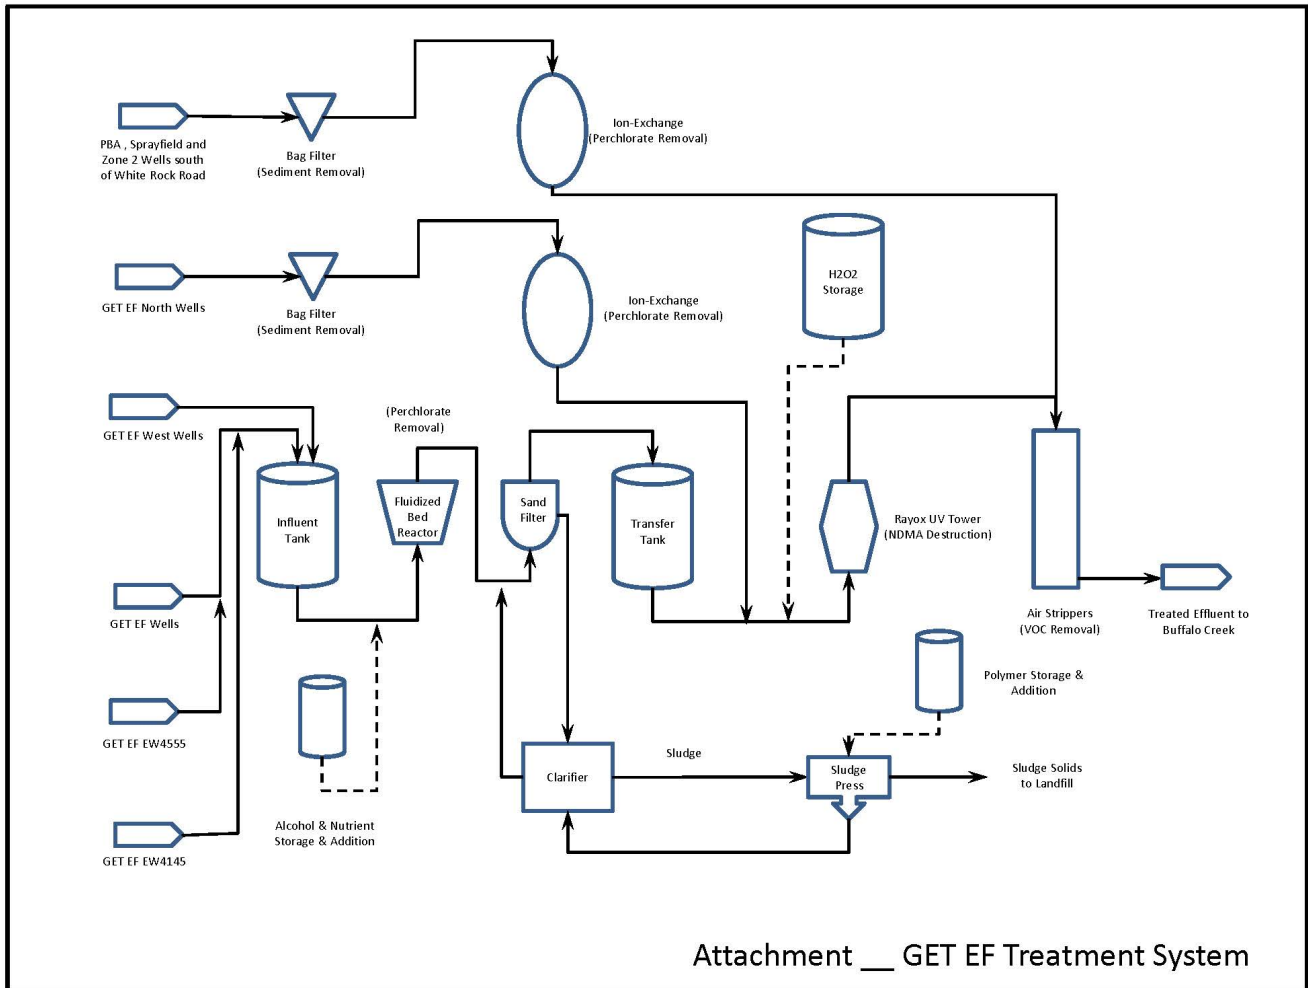 PBA , Sprayfield and
Zone 2 Wells south
of White Rock Road
Bag Filter
(Sediment Removal)
Ion-Exchange
(Perchlorate Removal)
GET EF North Wells
Bag Filter
(Sediment Removal)
Ion-Exchange
(Perchlorate Removal)
H2O2
Storage
GET EF West Wells
(Perchlorate
Removal)
Influent
Tank
Fluidized
Bed
Reactor
Sand
Filter
Transfer
Tank
Rayox UV Tower
(NDMA Destruction)
GET EF Wells
Air Strippers
(VOC Removal)
Treated Effluent to
Buffalo Creek
Polymer Storage &
Addition
GET EF EW4555
Clarifier
Sludge
Sludge
Press
Sludge Solids
to Landfill
Alcohol & Nutrient
Storage & Addition
GET EF EW4145
Attachment __ GET EF Treatment System